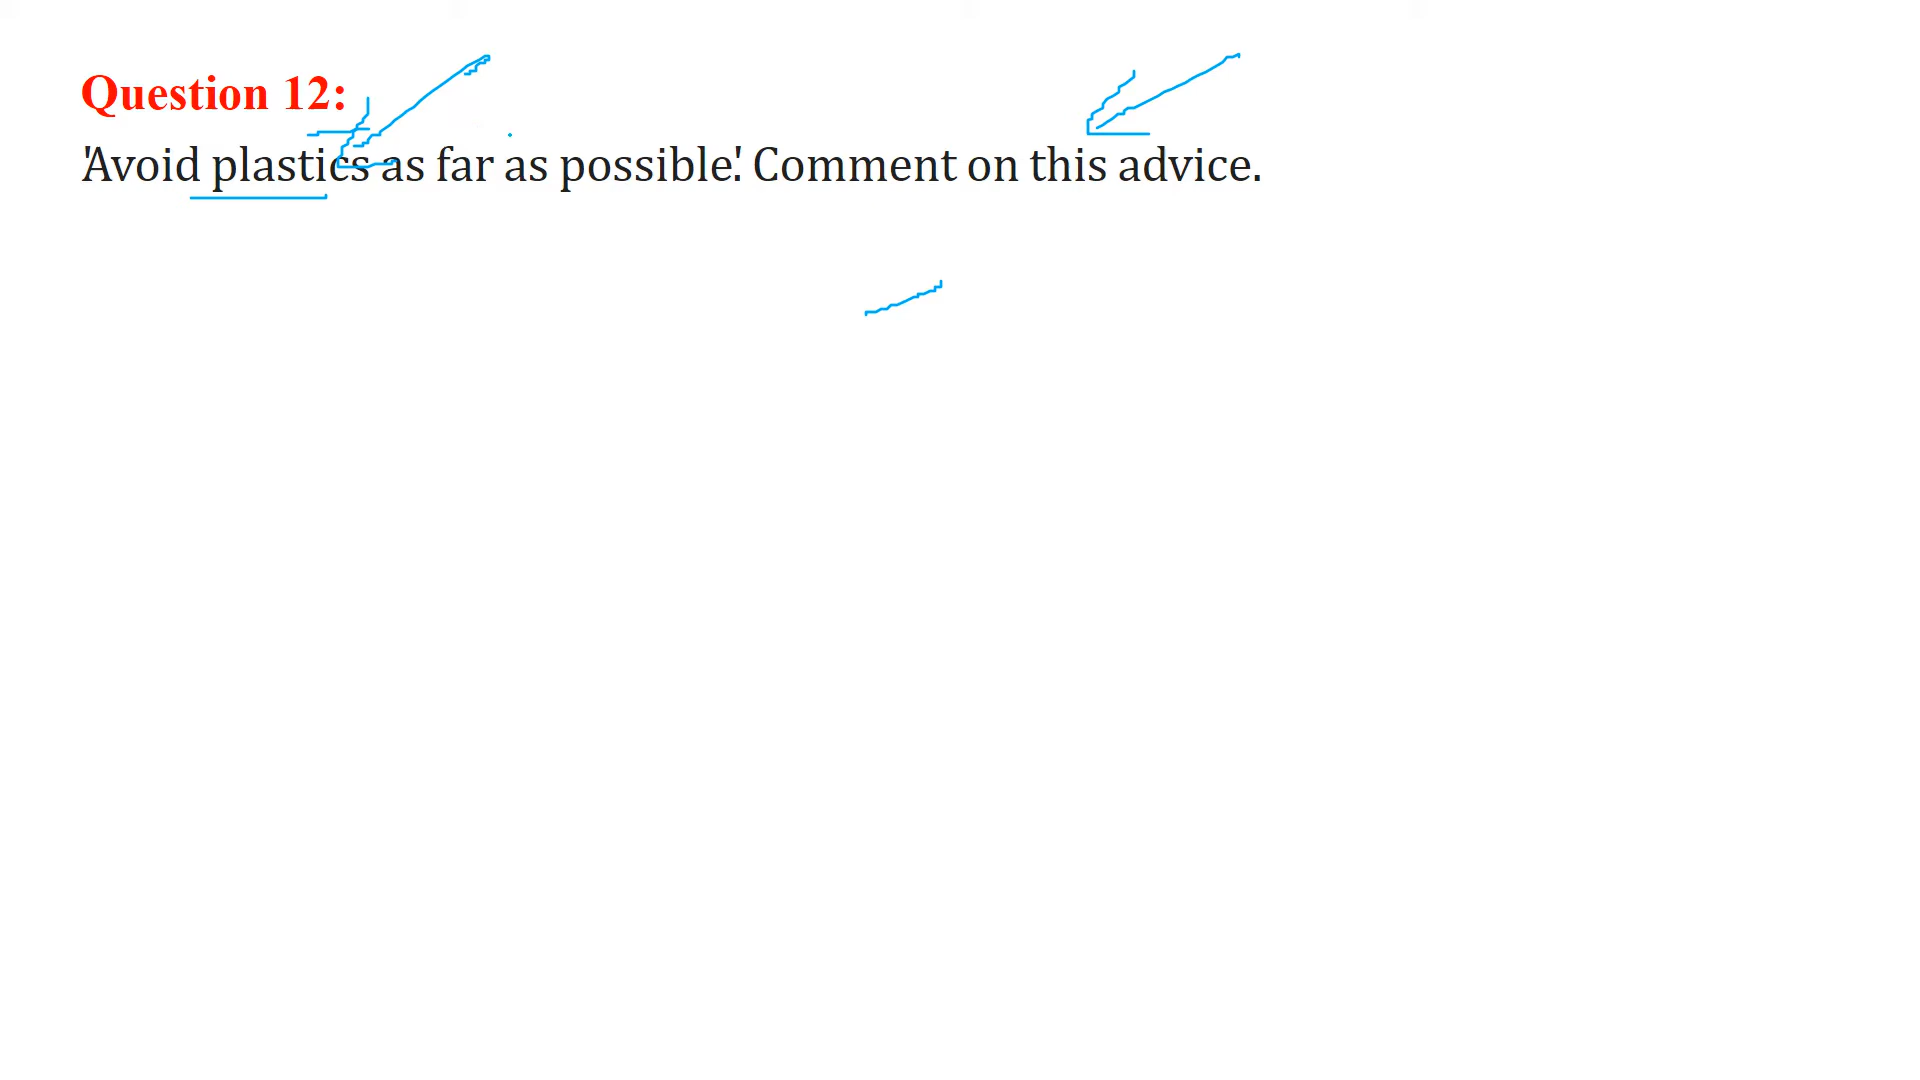 Question 12:
'Avoid plastics as far as possible'. Comment on this advice.